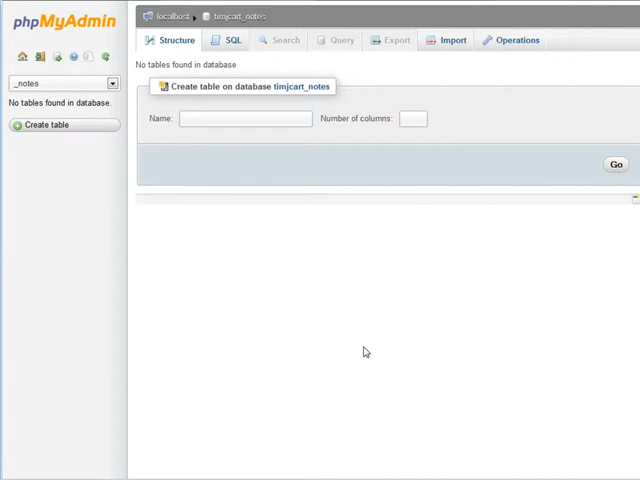 phpMyAdmin
localhost ▸ timjcart_notes
Structure SQL Search Query Export Import Operations
_notes
No tables found in database.
Create table
No tables found in database
Create table on database timjcart_notes
Name: Number of columns:
Go